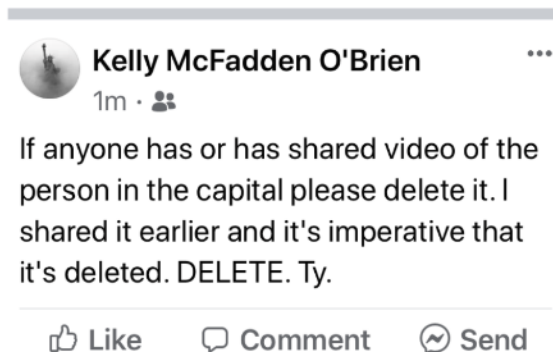 Kelly McFadden O'Brien
1m ·
If anyone has or has shared video of the
person in the capital please delete it. I
shared it earlier and it's imperative that
it's deleted. DELETE. Ty.
Like Comment Send